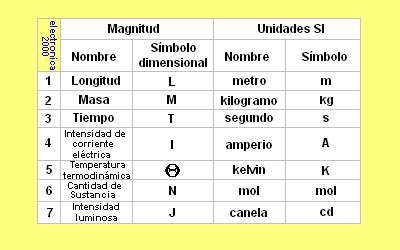 electronica
2000
Magnitud Unidades SI
Nombre Símbolo dimensional Nombre Símbolo
1 Longitud L metro m
2 Masa M kilogramo kg
3 Tiempo T segundo s
4 Intensidad de corriente eléctrica I amperio A
5 Temperatura termodinámica Θ kelvin K
6 Cantidad de Sustancia N mol mol
7 Intensidad luminosa J canela cd